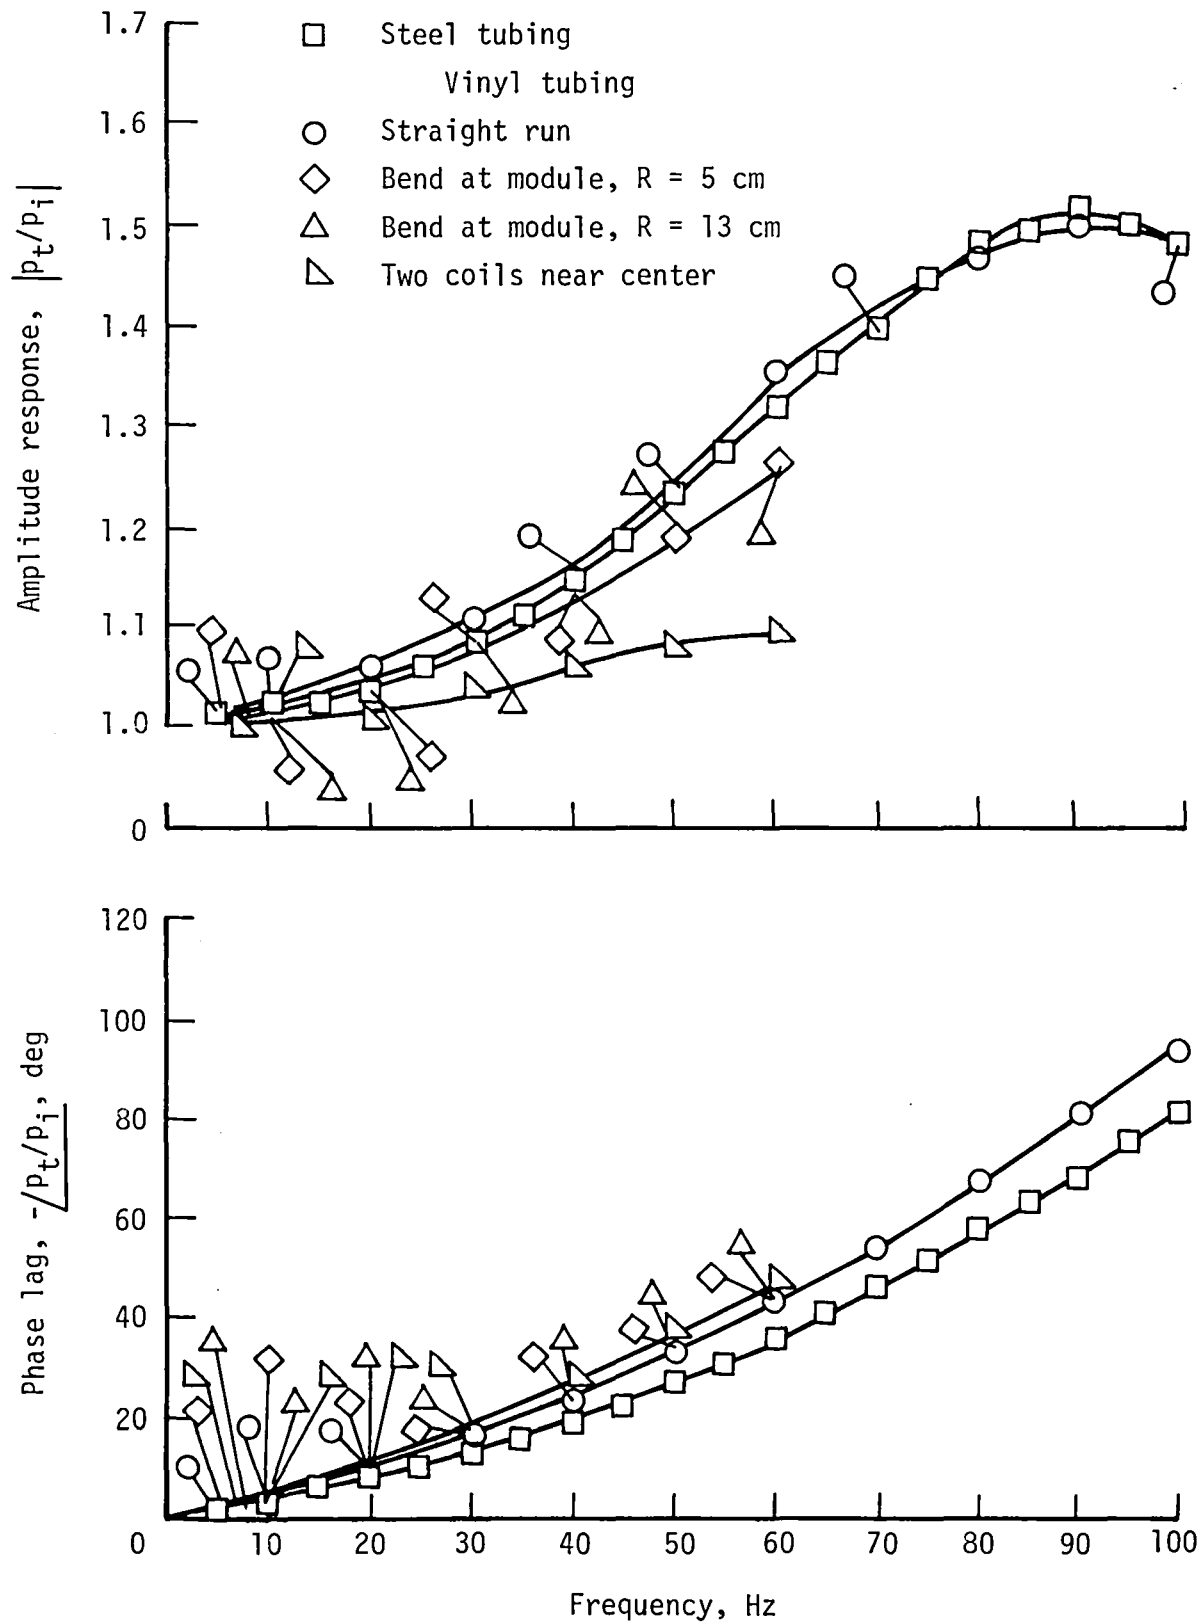 1.7
Steel tubing
Vinyl tubing
1.6
Straight run
Bend at module, R = 5 cm
1.5
Bend at module, R = 13 cm
Two coils near center
1.4
1.3
1.2
1.1
1.0
0
Amplitude response, |pt/pi|
120
100
80
60
40
20
0 10 20 30 40 50 60 70 80 90 100
Phase lag, -/pt/pi, deg
Frequency, Hz